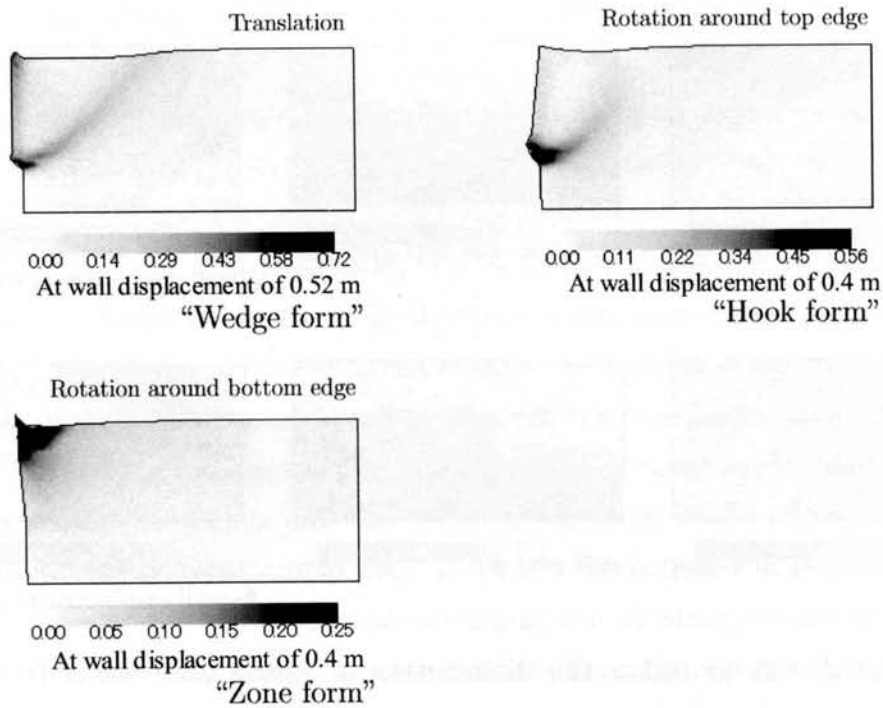 Translation
0.00 0.14 0.29 0.43 0.58 0.72
At wall displacement of 0.52 m
“Wedge form”
Rotation around top edge
0.00 0.11 0.22 0.34 0.45 0.56
At wall displacement of 0.4 m
“Hook form”
Rotation around bottom edge
0.00 0.05 0.10 0.15 0.20 0.25
At wall displacement of 0.4 m
“Zone form”